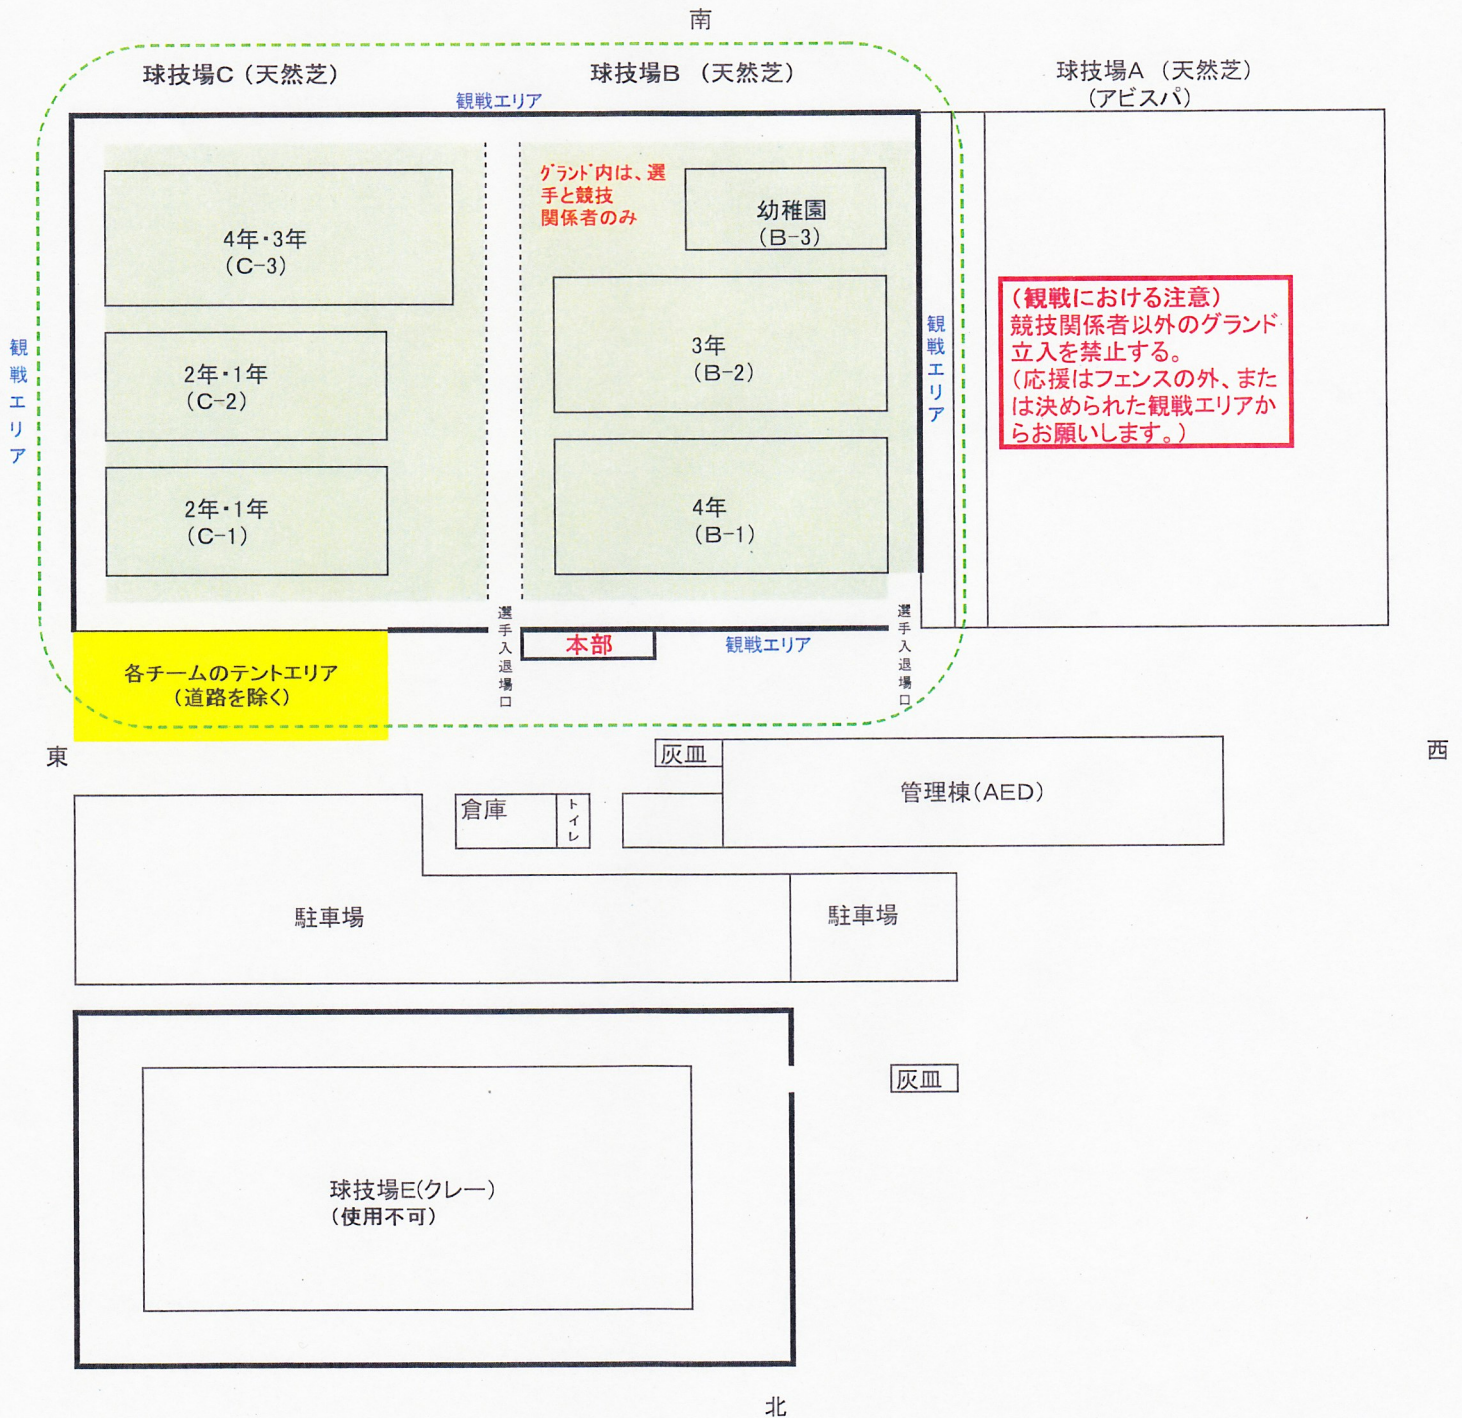 南
球技場C（天然芝）
球技場B（天然芝）
球技場A（天然芝）
（アビスパ）
観戦エリア
ｸﾞﾗﾝﾄﾞ内は、選
手と競技
関係者のみ
幼稚園
（B-3）
4年・3年
（C-3）
3年
（B-2）
2年・1年
（C-2）
4年
（B-1）
2年・1年
（C-1）
観戦エリア
観戦エリア
（観戦における注意）
競技関係者以外のグランド
立入を禁止する。
（応援はフェンスの外、また
は決められた観戦エリアか
らお願いします。）
選手入退場口
本部
観戦エリア
選手入退場口
各チームのテントエリア
（道路を除く）
東
西
灰皿
管理棟（AED）
倉庫
トイレ
駐車場
駐車場
灰皿
球技場E(クレー)
（使用不可）
北